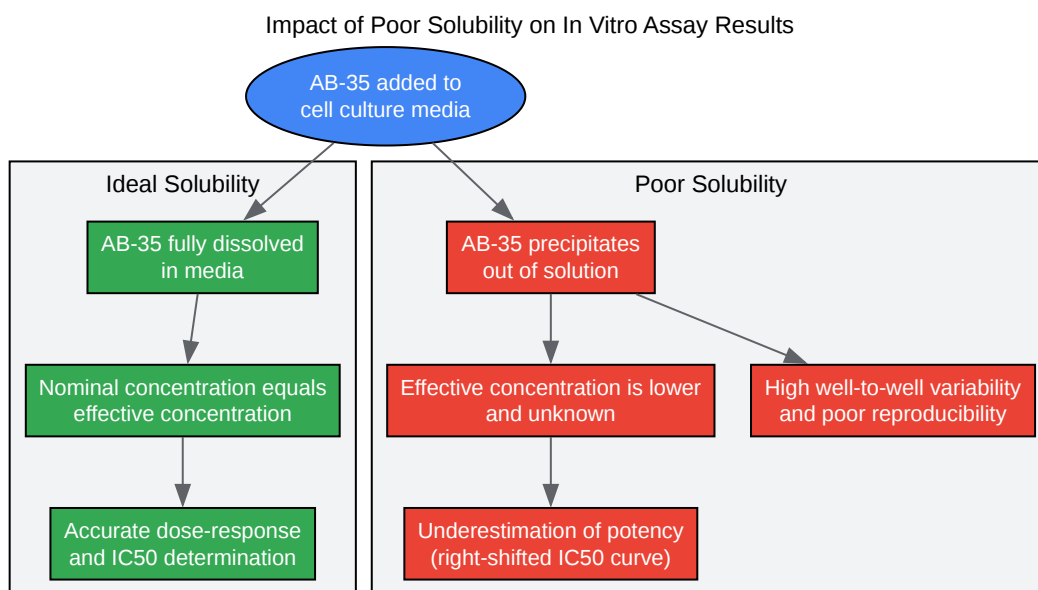 Impact of Poor Solubility on In Vitro Assay Results
AB-35 added to
cell culture media
Ideal Solubility
AB-35 fully dissolved
in media
Nominal concentration equals
effective concentration
Accurate dose-response
and IC50 determination
Poor Solubility
AB-35 precipitates
out of solution
Effective concentration is lower
and unknown
High well-to-well variability
and poor reproducibility
Underestimation of potency
(right-shifted IC50 curve)